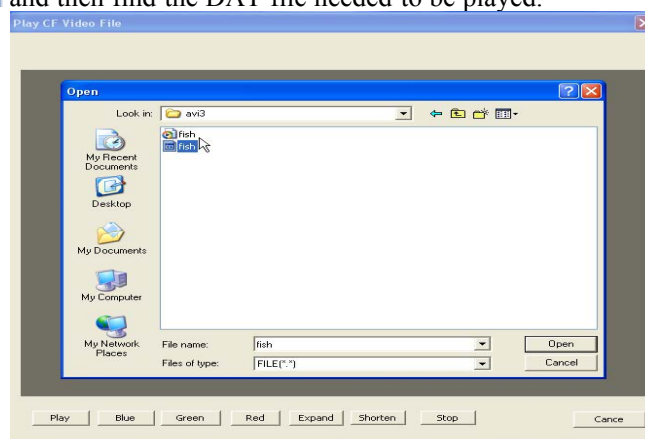 and then find the DAT file needed to be played.
Play CF Video File
Open
Look in: avi3
fish
fish
My Recent
Documents
Desktop
My Documents
My Computer
My Network
Places
File name: fish Open
Files of type: FILE(*.*) Cancel
Play Blue Green Red Expand Shorten Stop Cance